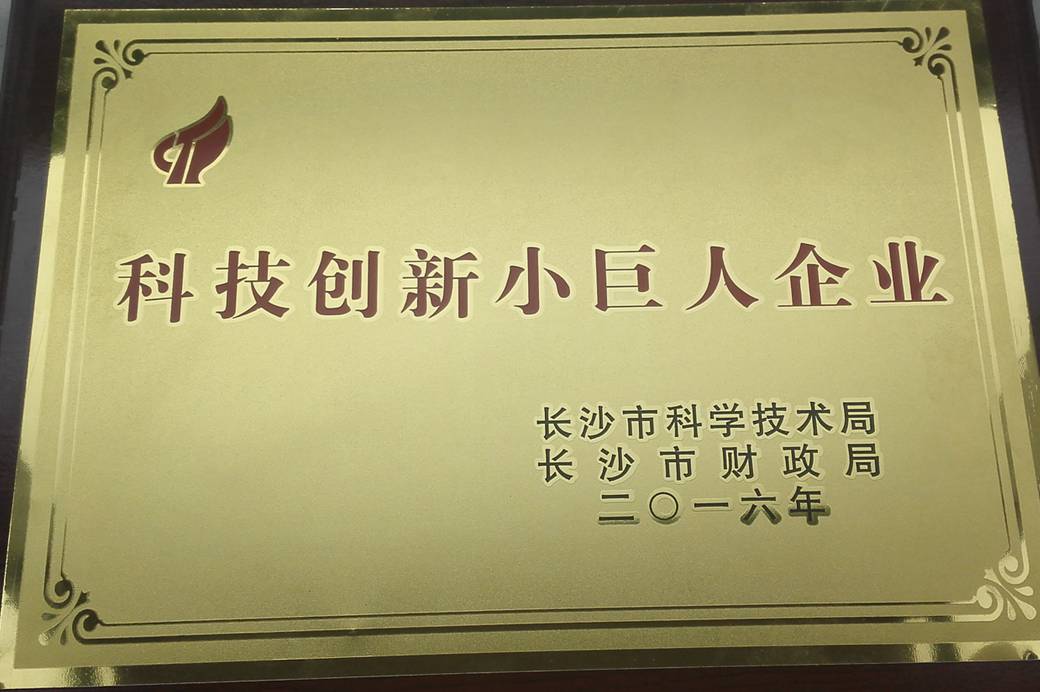 科技创新小巨人企业
长沙市科学技术局
长沙市财政局
二〇一六年